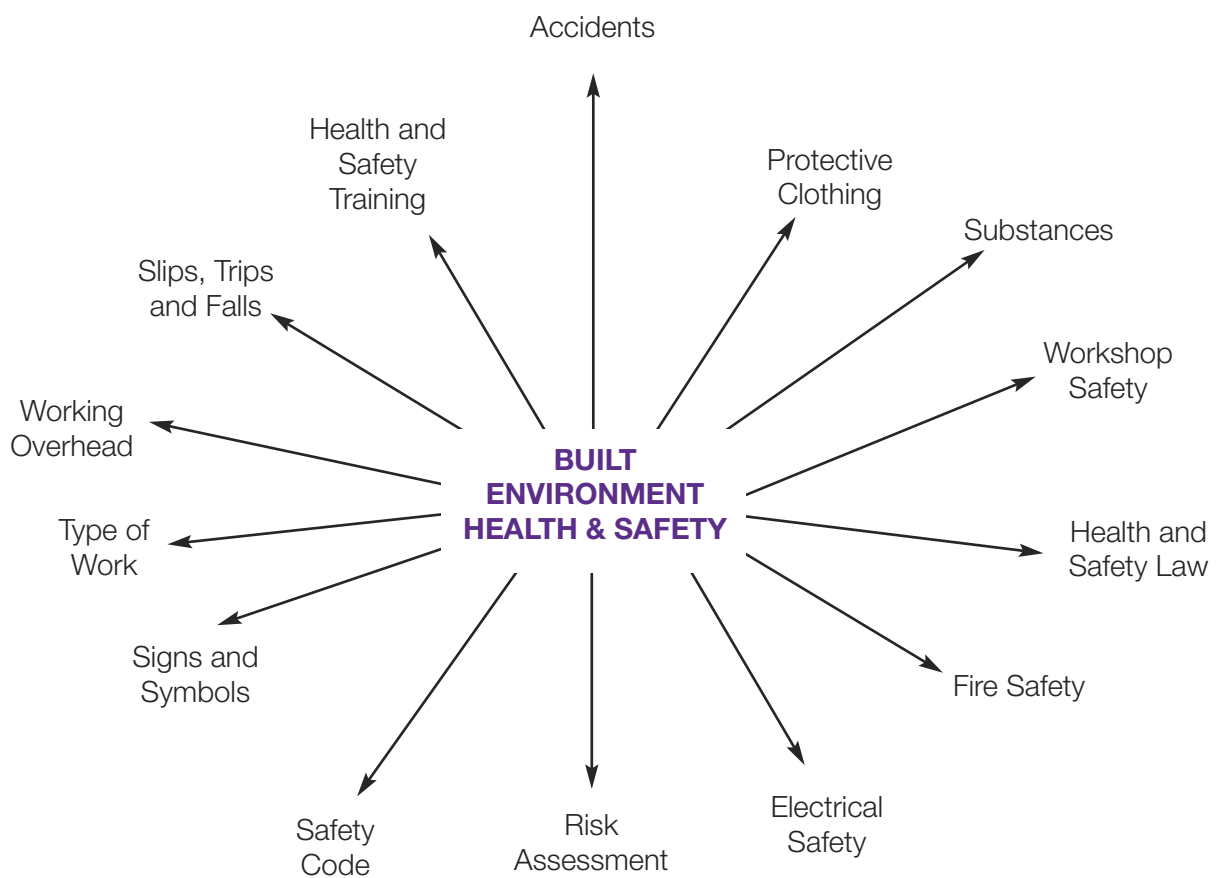 Accidents
Health and
Safety
Training
Protective
Clothing
Substances
Slips, Trips
and Falls
Workshop
Safety
Working
Overhead
BUILT
ENVIRONMENT
HEALTH & SAFETY
Type of
Work
Health and
Safety Law
Signs and
Symbols
Fire Safety
Safety
Code
Risk
Assessment
Electrical
Safety